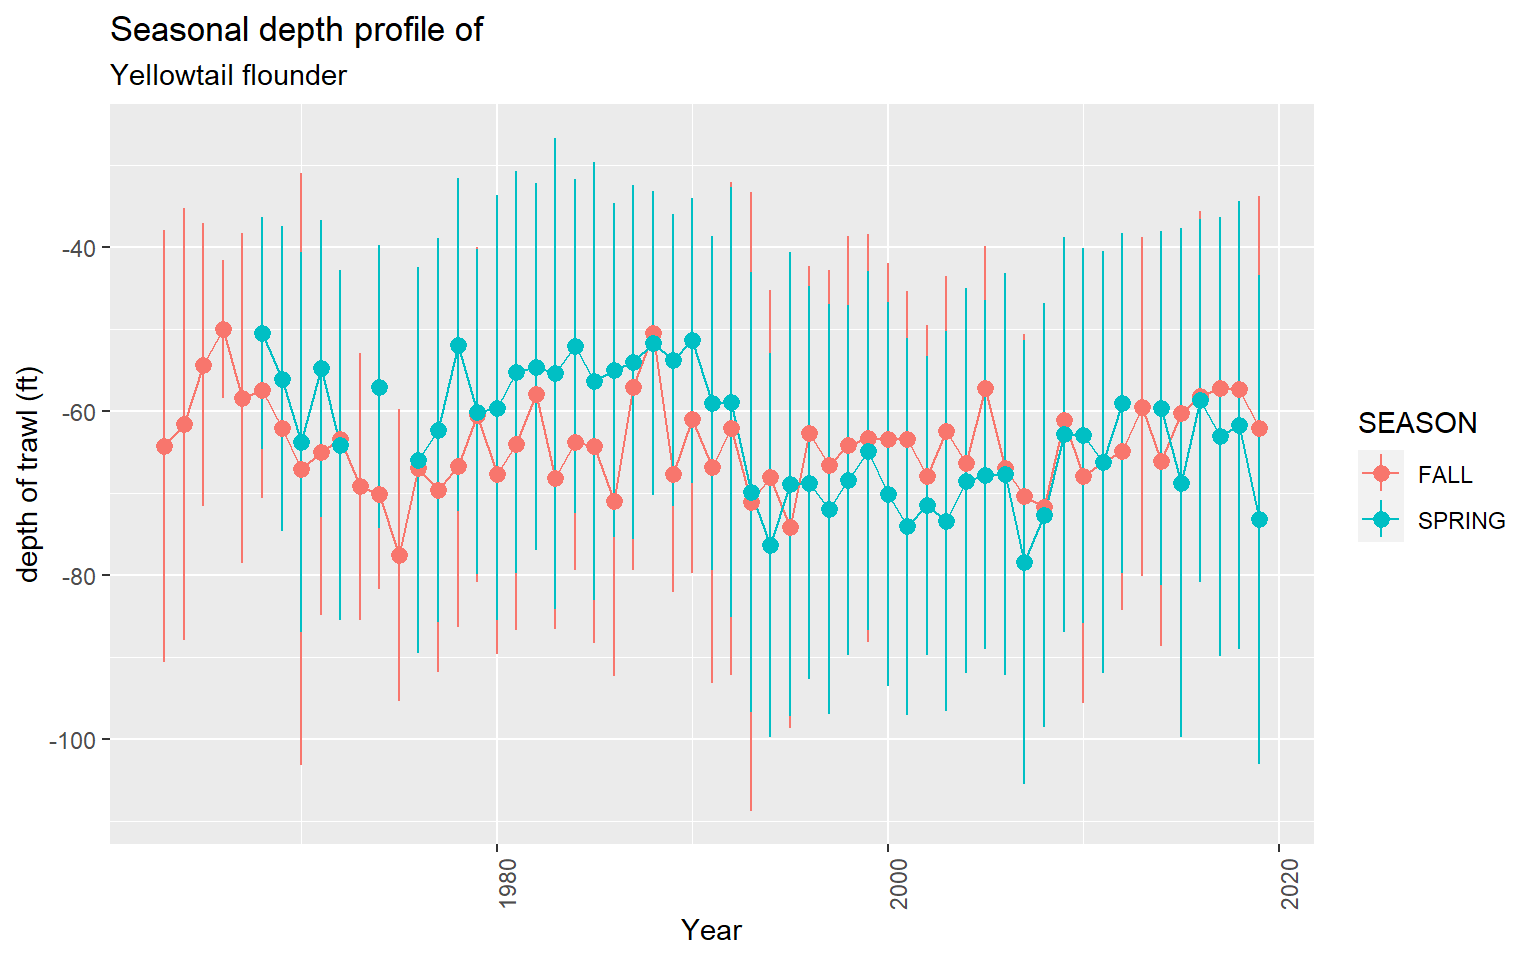 Seasonal depth profile of
Yellowtail flounder
depth of trawl (ft)
-40
-60
-80
-100
1980
2000
2020
Year
SEASON
FALL
SPRING